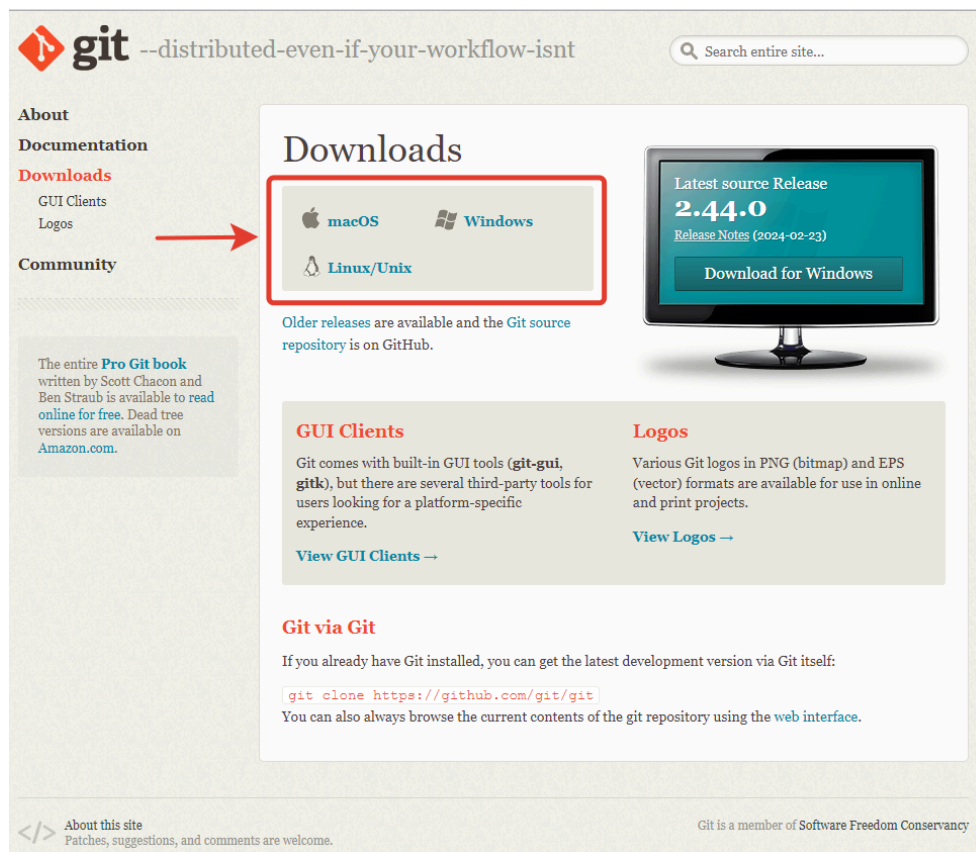 git --distributed-even-if-your-workflow-isnt
Search entire site...
About
Documentation
Downloads
GUI Clients
Logos
Community
The entire Pro Git book
written by Scott Chacon and
Ben Straub is available to read
online for free. Dead tree
versions are available on
Amazon.com.
Downloads
macOS
Windows
Linux/Unix
Older releases are available and the Git source
repository is on GitHub.
Latest source Release
2.44.0
Release Notes (2024-02-23)
Download for Windows
GUI Clients
Git comes with built-in GUI tools (git-gui,
gitk), but there are several third-party tools for
users looking for a platform-specific
experience.
View GUI Clients →
Logos
Various Git logos in PNG (bitmap) and EPS
(vector) formats are available for use in online
and print projects.
View Logos →
Git via Git
If you already have Git installed, you can get the latest development version via Git itself:
git clone https://github.com/git/git
You can also always browse the current contents of the git repository using the web interface.
</> About this site
Patches, suggestions, and comments are welcome.
Git is a member of Software Freedom Conservancy